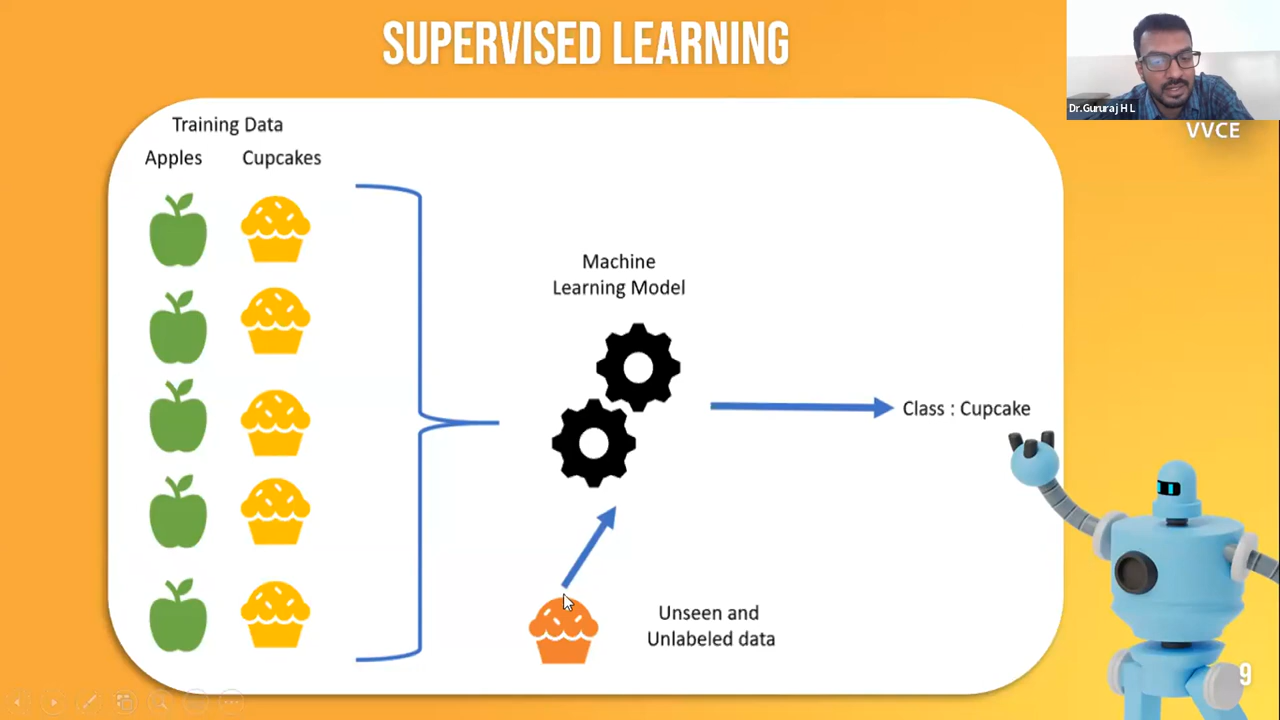 SUPERVISED LEARNING
Dr.Gururaj H L
VVCE
Training Data
Apples Cupcakes
Machine
Learning Model
Class : Cupcake
Unseen and
Unlabeled data
9